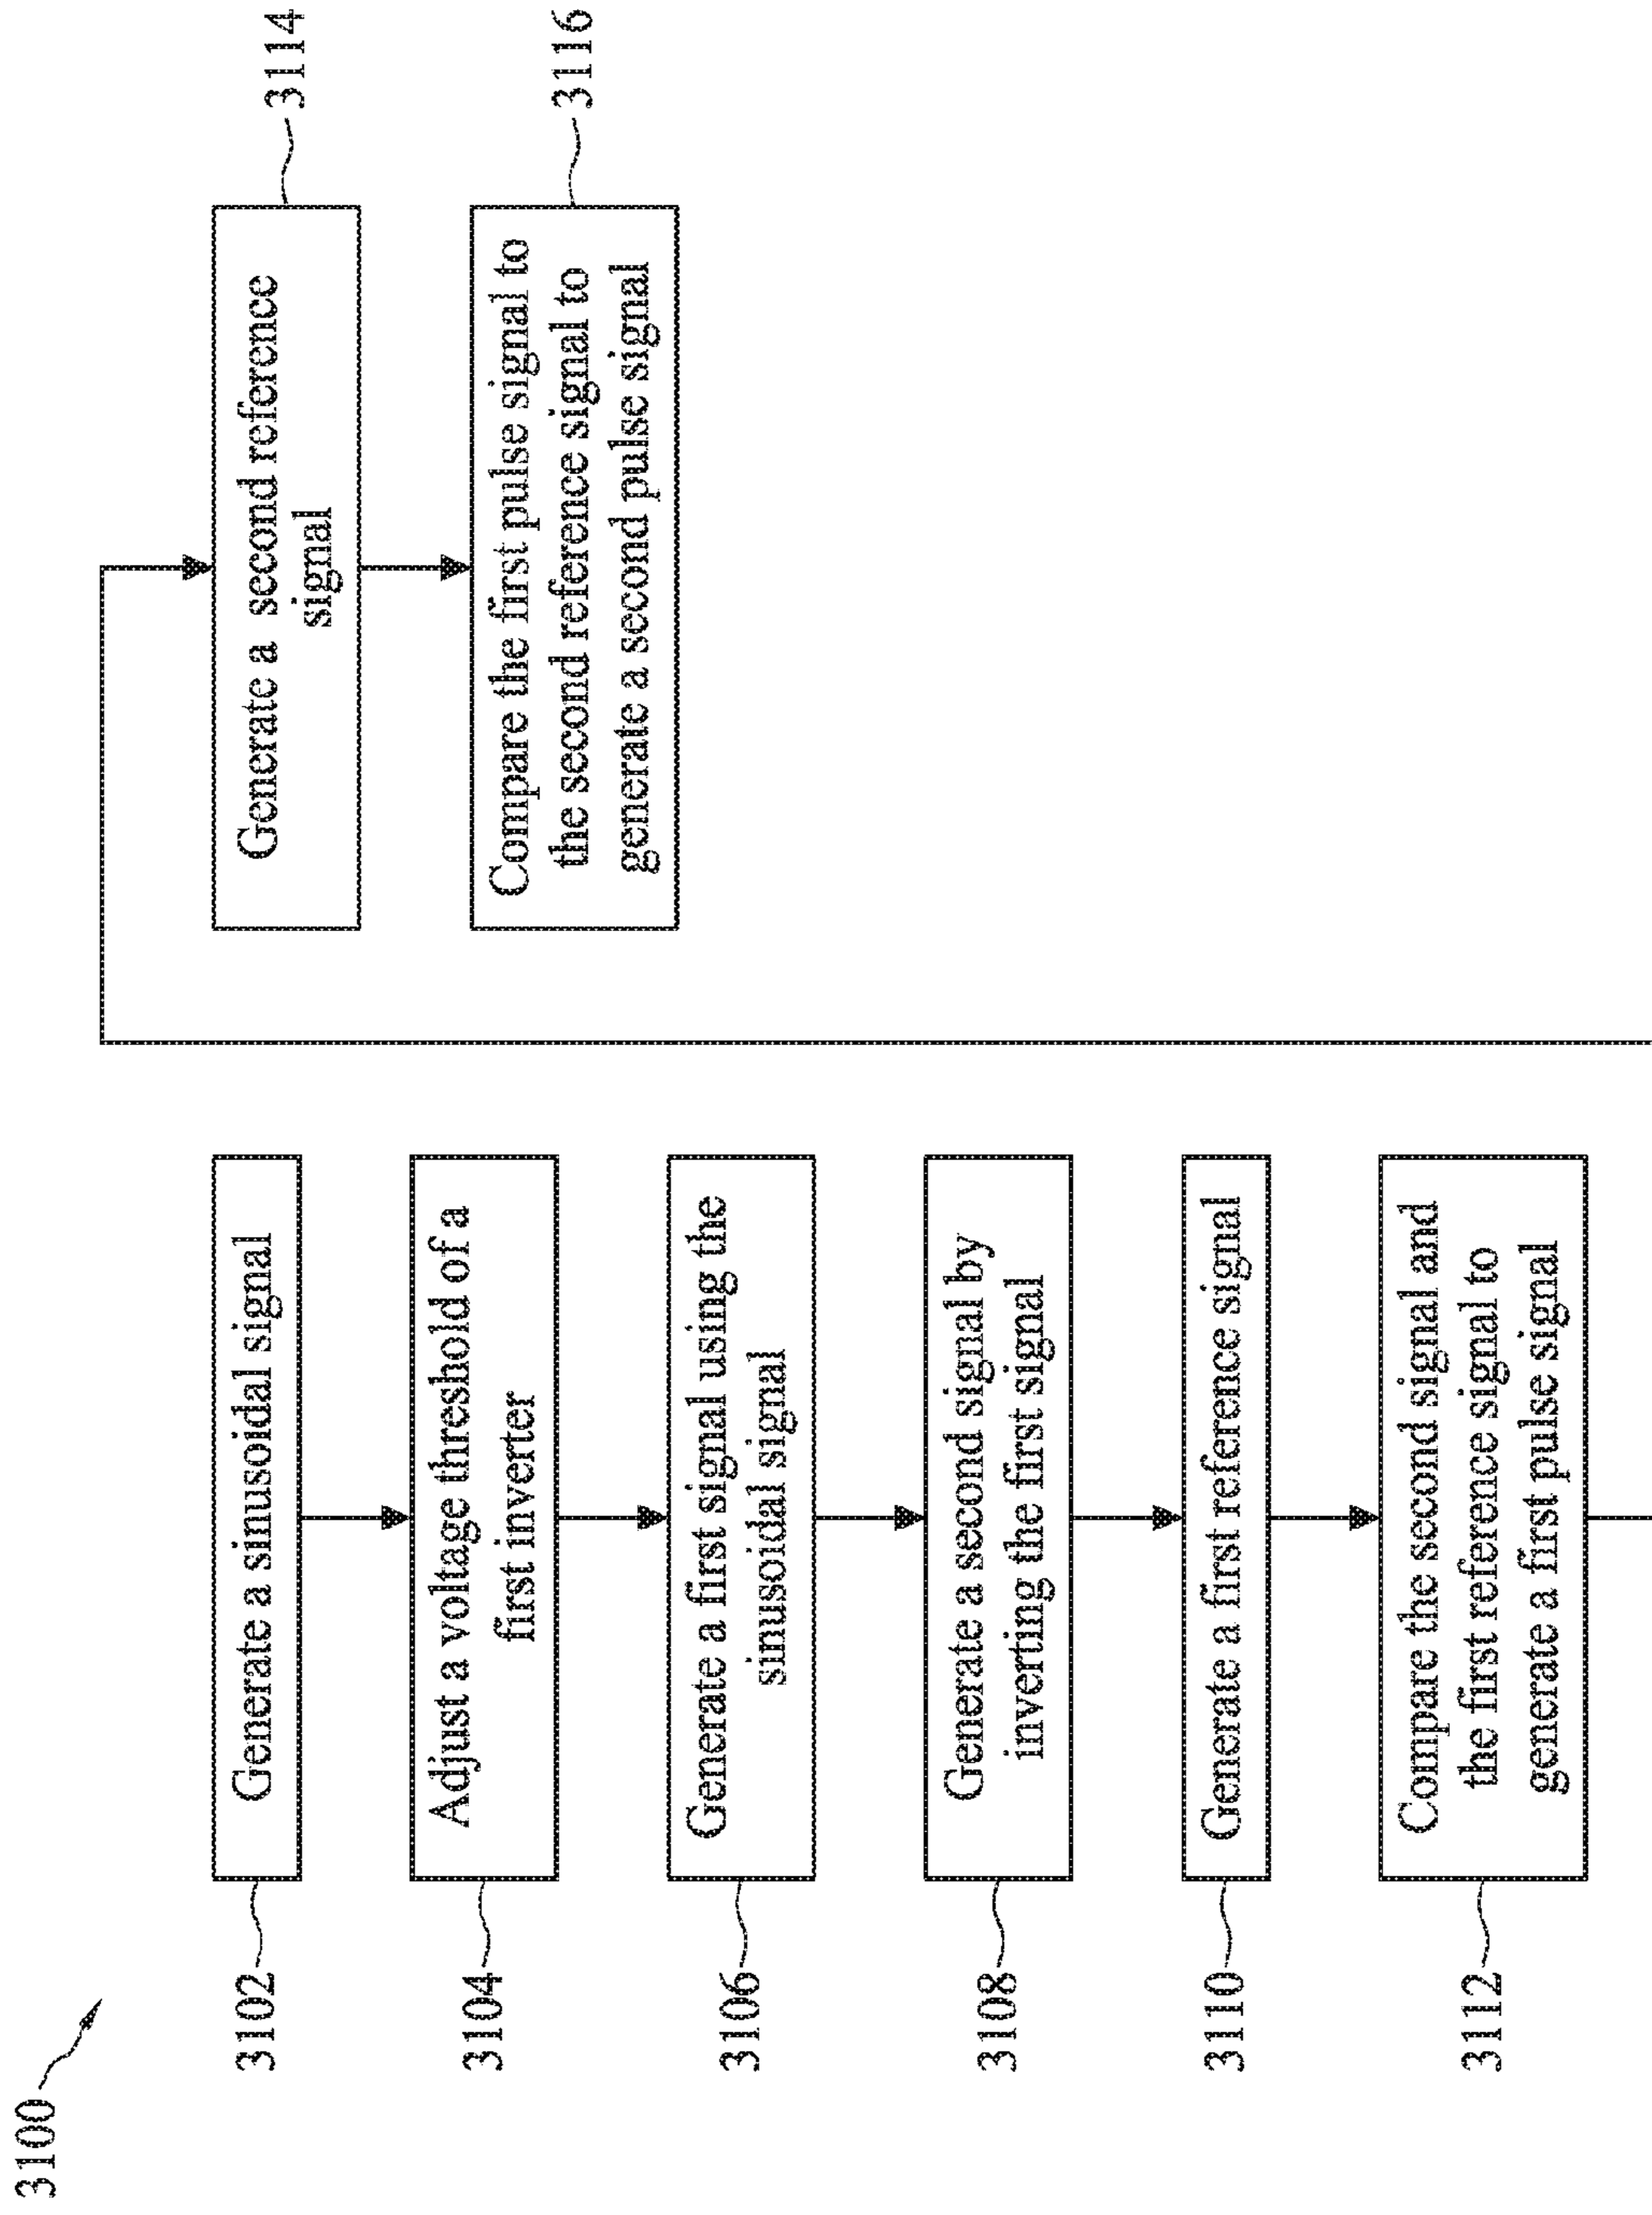 3100
3102
Generate a sinusoidal signal
3104
Adjust a voltage threshold of a
first inverter
3106
Generate a first signal using the
sinusoidal signal
3108
Generate a second signal by
inverting the first signal
3110
Generate a first reference signal
3112
Compare the second signal and
the first reference signal to
generate a first pulse signal
Generate a second reference
signal
3114
Compare the first pulse signal to
the second reference signal to
generate a second pulse signal
3116